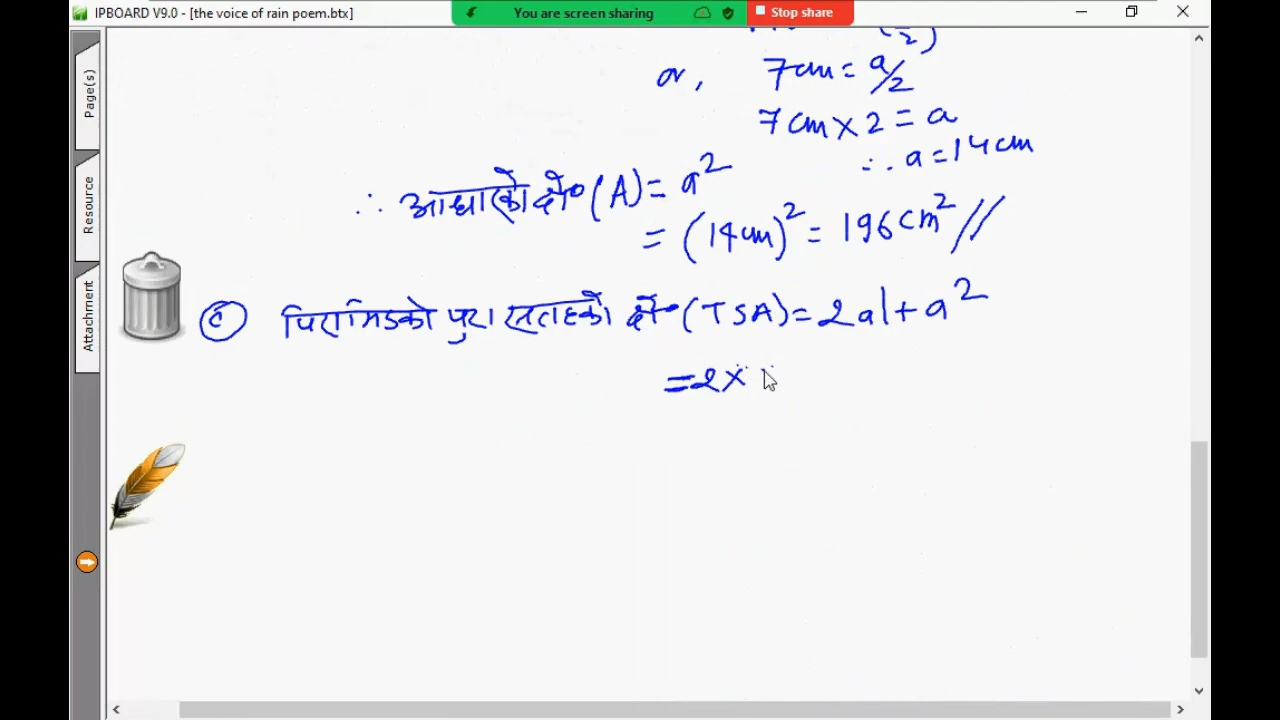 IPBOARD V9.0 - [the voice of rain poem.btx]
You are screen sharing
Stop share
Page(s)
Resource
Attachment
or, 7cm = a/2
7cm × 2 = a
∴ a = 14cm
∴ आधारको क्षे॰ (A) = a²
= (14cm)² = 196cm² //
पिरामिडको पुरा सतहको क्षे॰ (TSA) = 2al + a²
= 2 ×